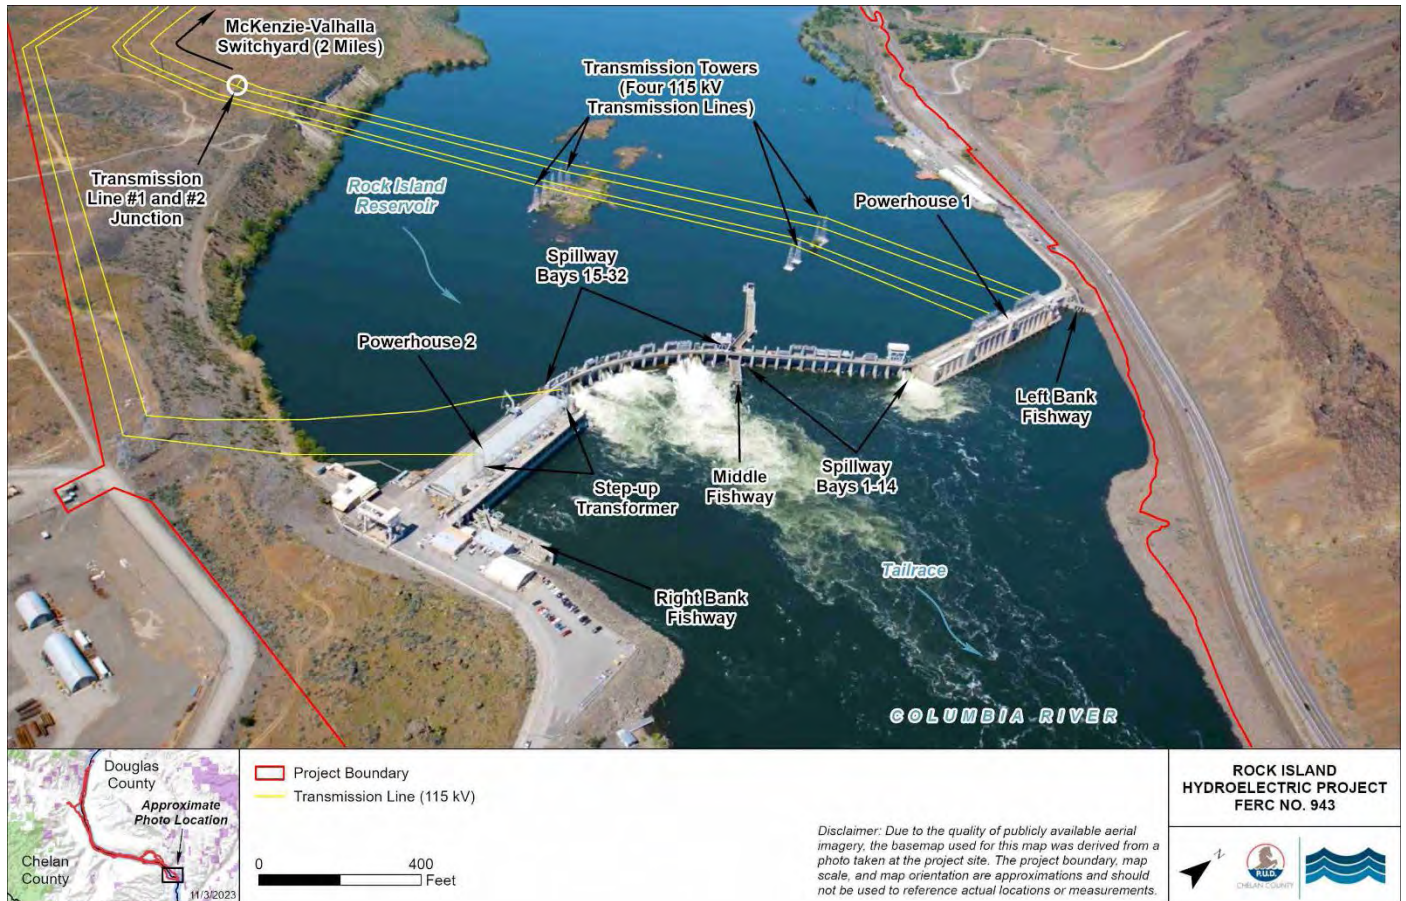 McKenzie-Valhalla
Switchyard (2 Miles)
Transmission Towers
(Four 115 kV
Transmission Lines)
Transmission
Line #1 and #2
Junction
Rock Island
Reservoir
Powerhouse 1
Spillway
Bays 15-32
Powerhouse 2
Left Bank
Fishway
Step-up
Transformer
Middle
Fishway
Spillway
Bays 1-14
Tailrace
Right Bank
Fishway
COLUMBIA RIVER
Douglas
County
Approximate
Photo Location
Chelan
County
11/3/2023
Project Boundary
Transmission Line (115 kV)
0 400
Feet
Disclaimer: Due to the quality of publicly available aerial
imagery, the basemap used for this map was derived from a
photo taken at the project site. The project boundary, map
scale, and map orientation are approximations and should
not be used to reference actual locations or measurements.
ROCK ISLAND
HYDROELECTRIC PROJECT
FERC NO. 943
N
P.U.D.
CHELAN COUNTY